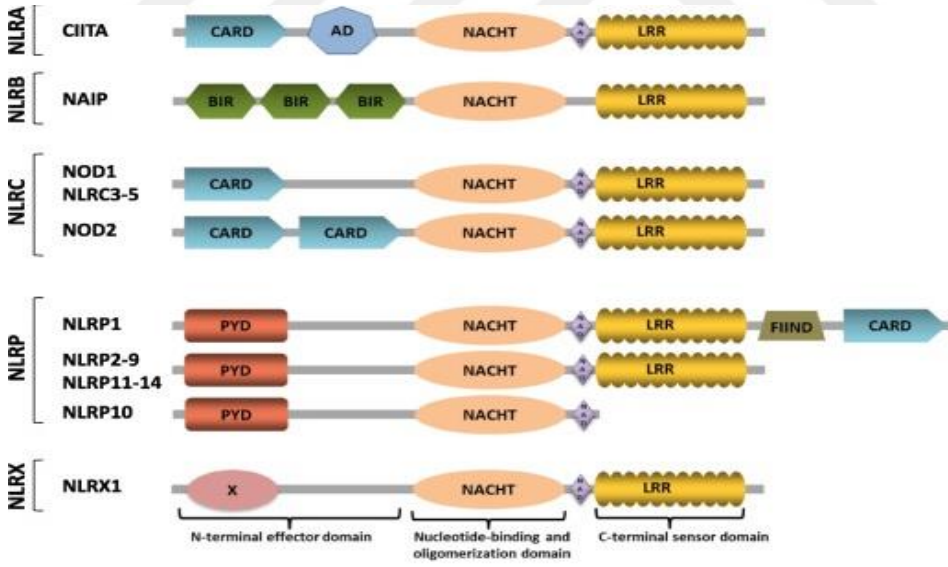 NLRA CIITA CARD AD NACHT LRR
NLRB NAIP BIR BIR BIR NACHT LRR
NLRC
NOD1
NLRC3-5
CARD NACHT LRR
NOD2 CARD CARD NACHT LRR
NLRP
NLRP1 PYD NACHT LRR FIIND CARD
NLRP2-9
NLRP11-14
PYD NACHT LRR
NLRP10 PYD NACHT
NLRX NLRX1 X NACHT LRR
N-terminal effector domain
Nucleotide-binding and
oligomerization domain
C-terminal sensor domain